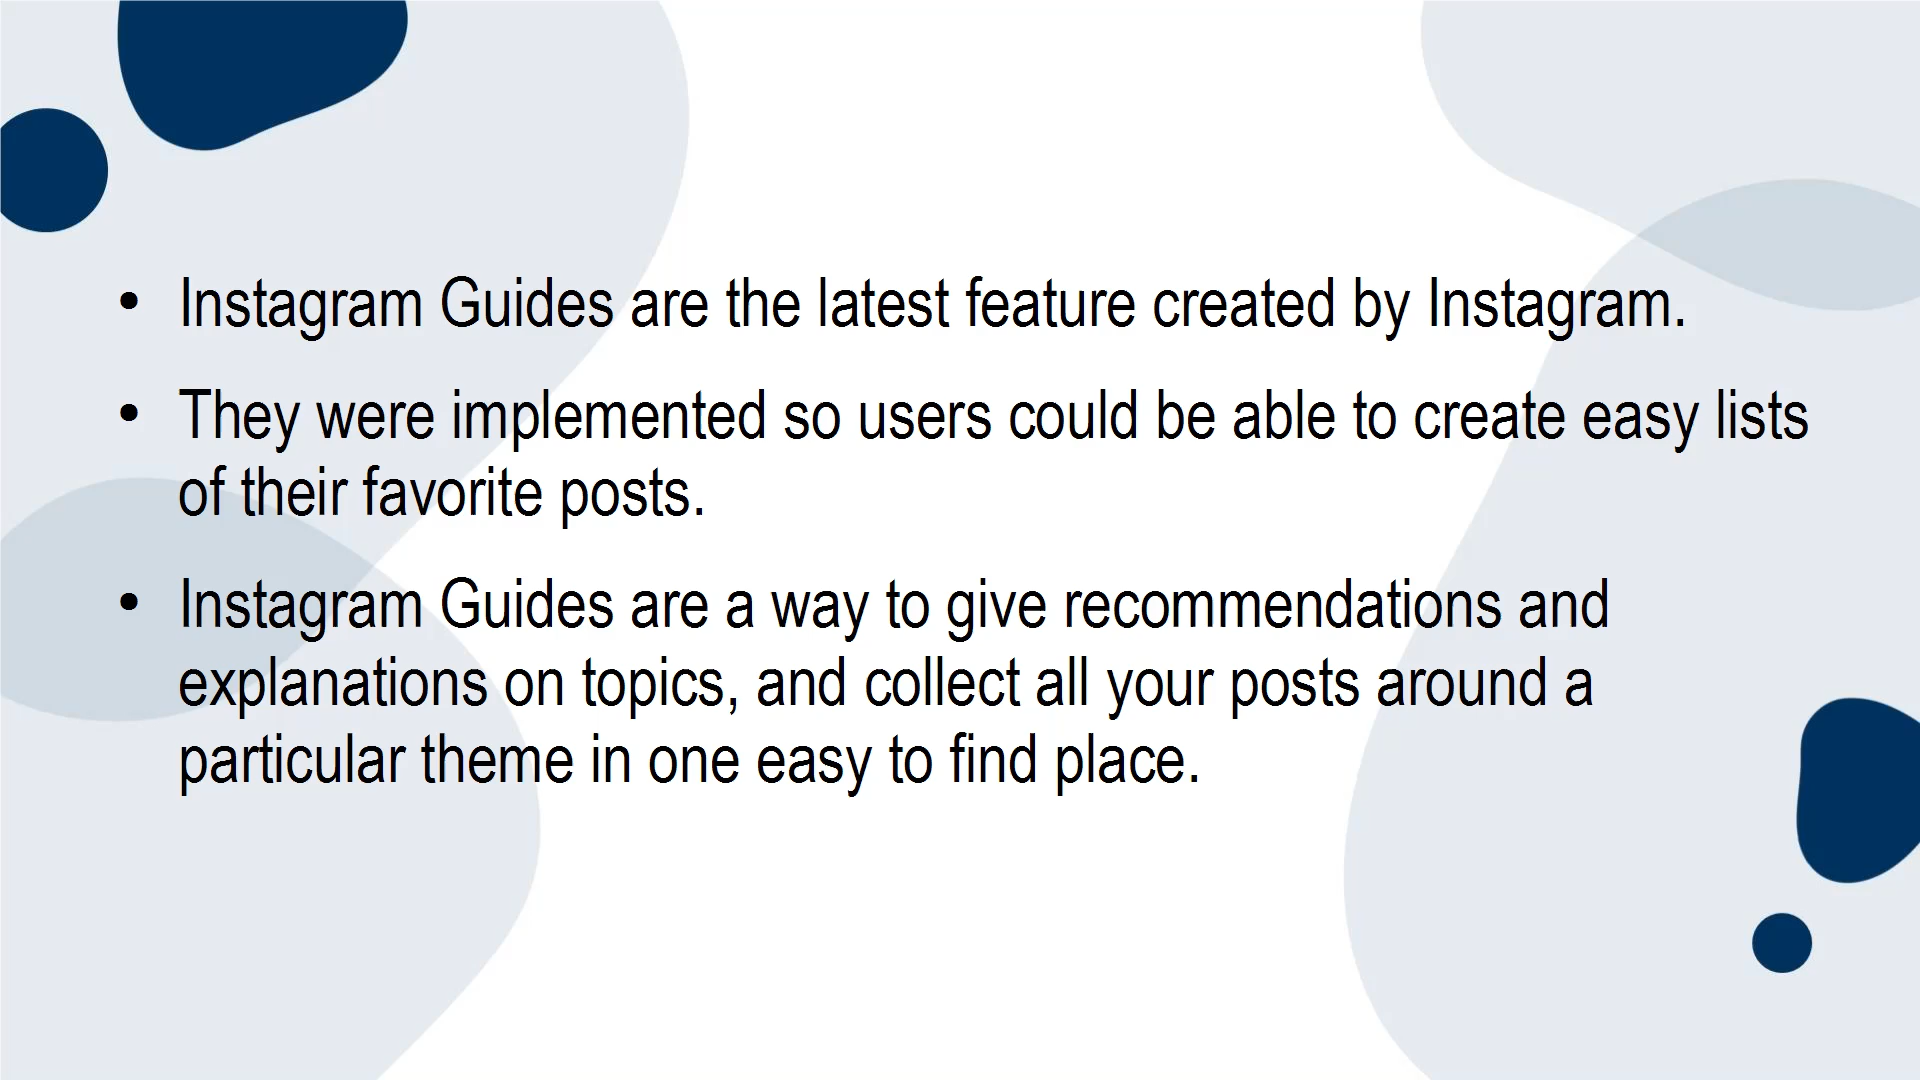 • Instagram Guides are the latest feature created by Instagram.
• They were implemented so users could be able to create easy lists
of their favorite posts.
• Instagram Guides are a way to give recommendations and
explanations on topics, and collect all your posts around a
particular theme in one easy to find place.